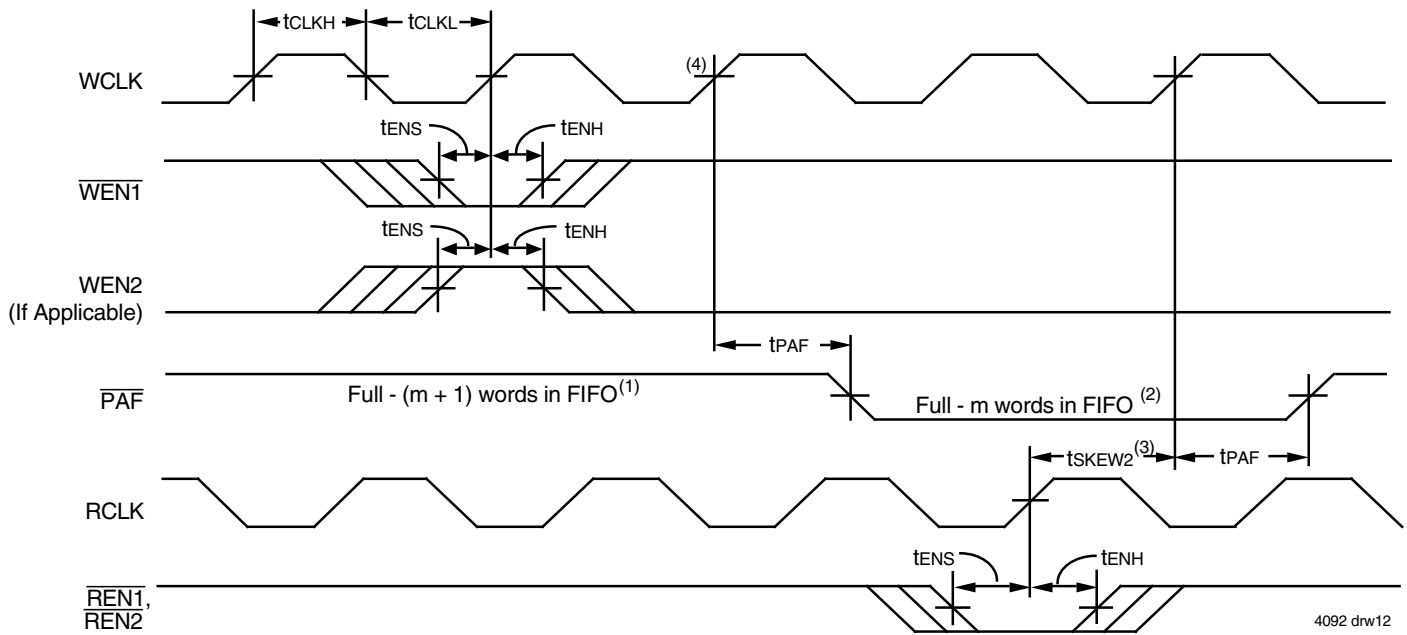 tCLKH tCLKL
WCLK
(4)
tENS tENH
WEN1
tENS tENH
WEN2
(If Applicable)
tPAF
PAF
Full - (m + 1) words in FIFO(1)
Full - m words in FIFO (2)
tSKEW2(3) tPAF
RCLK
tENS tENH
REN1,
REN2
4092 drw12